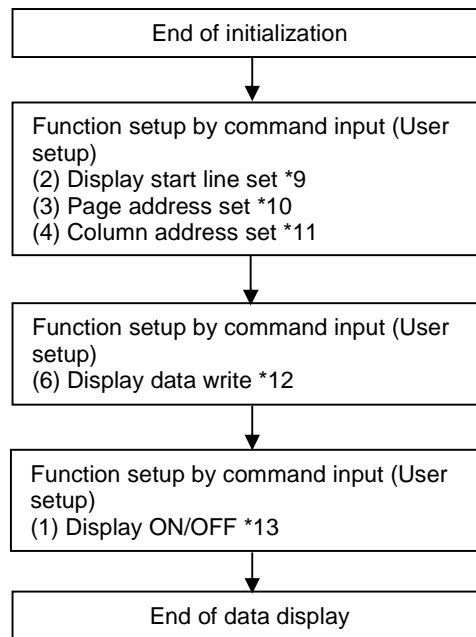 End of initialization
Function setup by command input (User
setup)
(2) Display start line set *9
(3) Page address set *10
(4) Column address set *11
Function setup by command input (User
setup)
(6) Display data write *12
Function setup by command input (User
setup)
(1) Display ON/OFF *13
End of data display